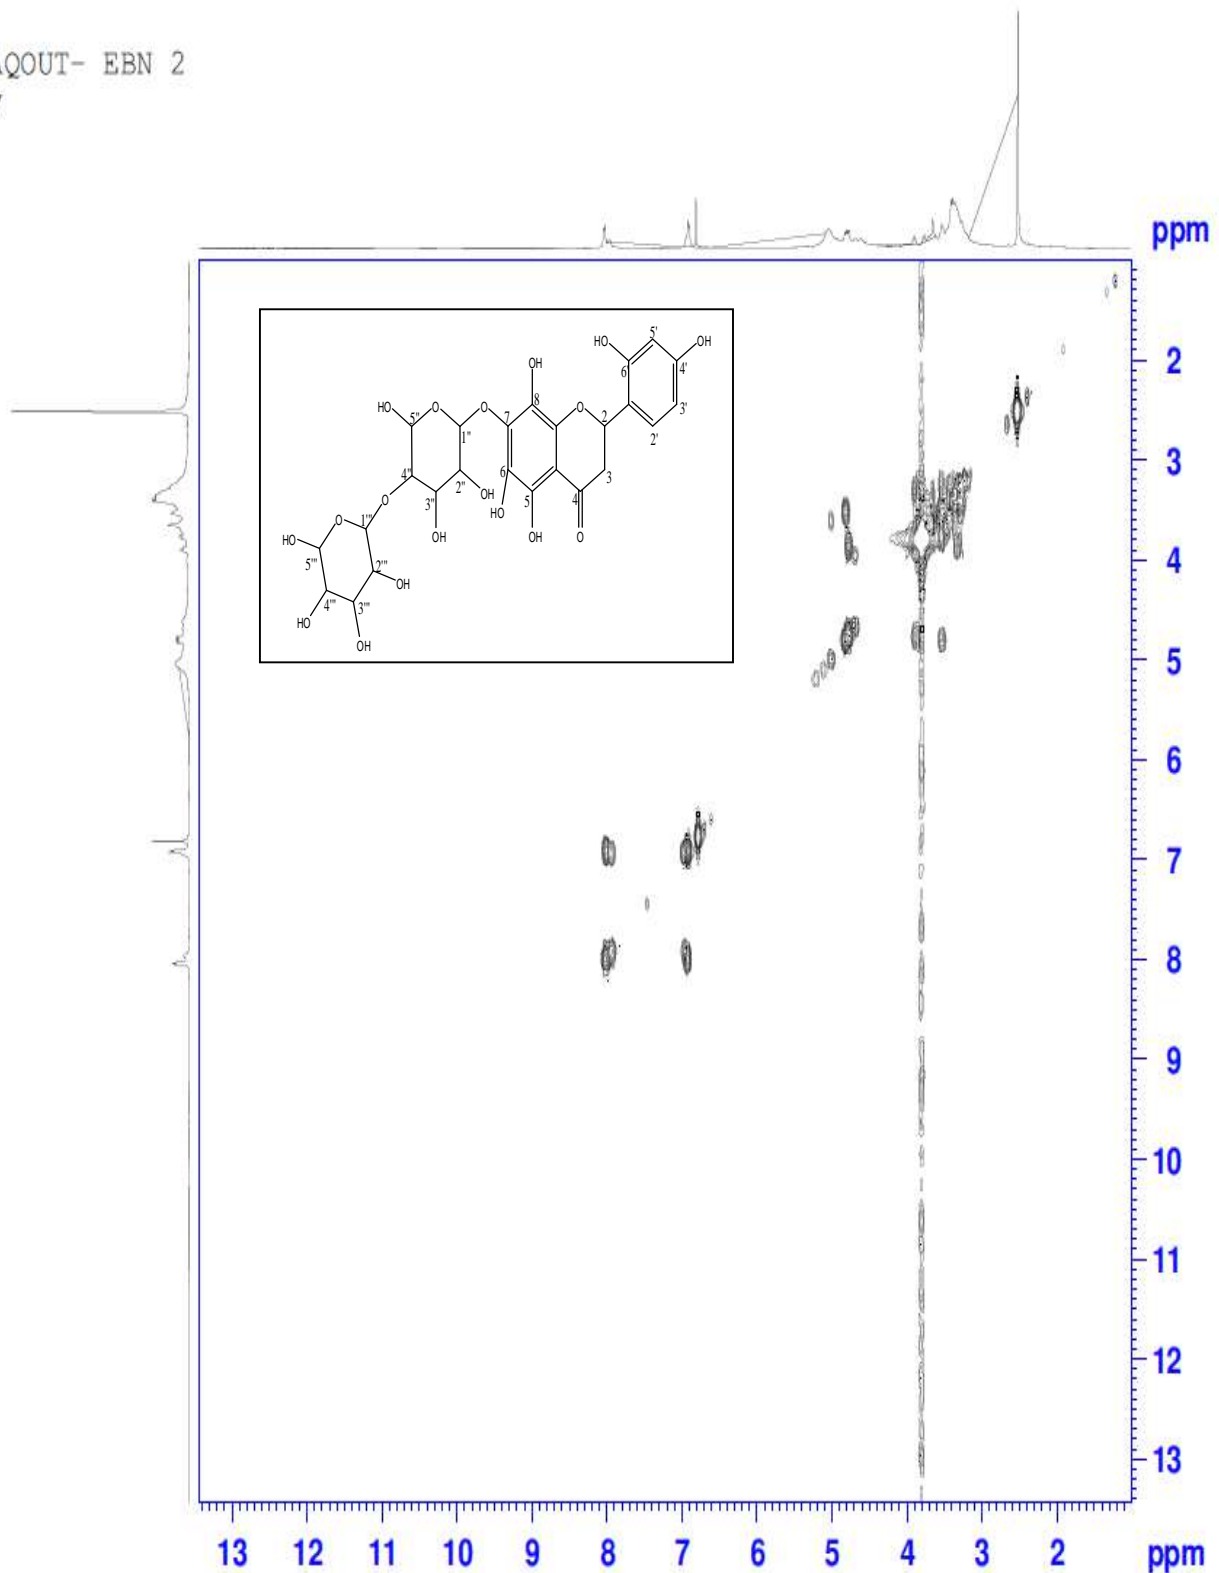 AQOUT- EBN 2
ppm
HO 5' OH
OH 6' 4'
8 O 2 3'
HO 5" O O 7 2'
1"
4" 6 3
2" 5 4
O 3" OH HO
1'" OH OH O
O
HO 2'"
5'" OH
4'" 3'"
HO
OH
2
3
4
5
6
7
8
9
10
11
12
13
13 12 11 10 9 8 7 6 5 4 3 2 ppm